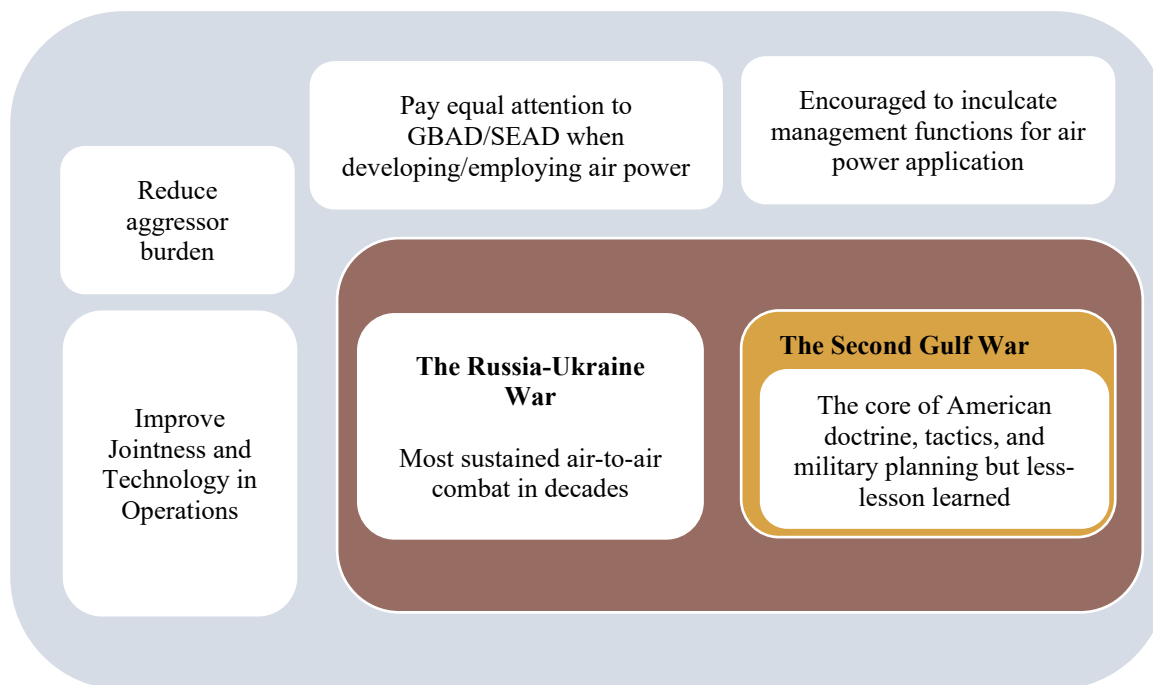 Pay equal attention to
GBAD/SEAD when
developing/employing air power
Encouraged to inculcate
management functions for air
power application
Reduce
aggressor
burden
Improve
Jointness and
Technology in
Operations
The Russia-Ukraine
War
Most sustained air-to-air
combat in decades
The Second Gulf War
The core of American
doctrine, tactics, and
military planning but less-
lesson learned